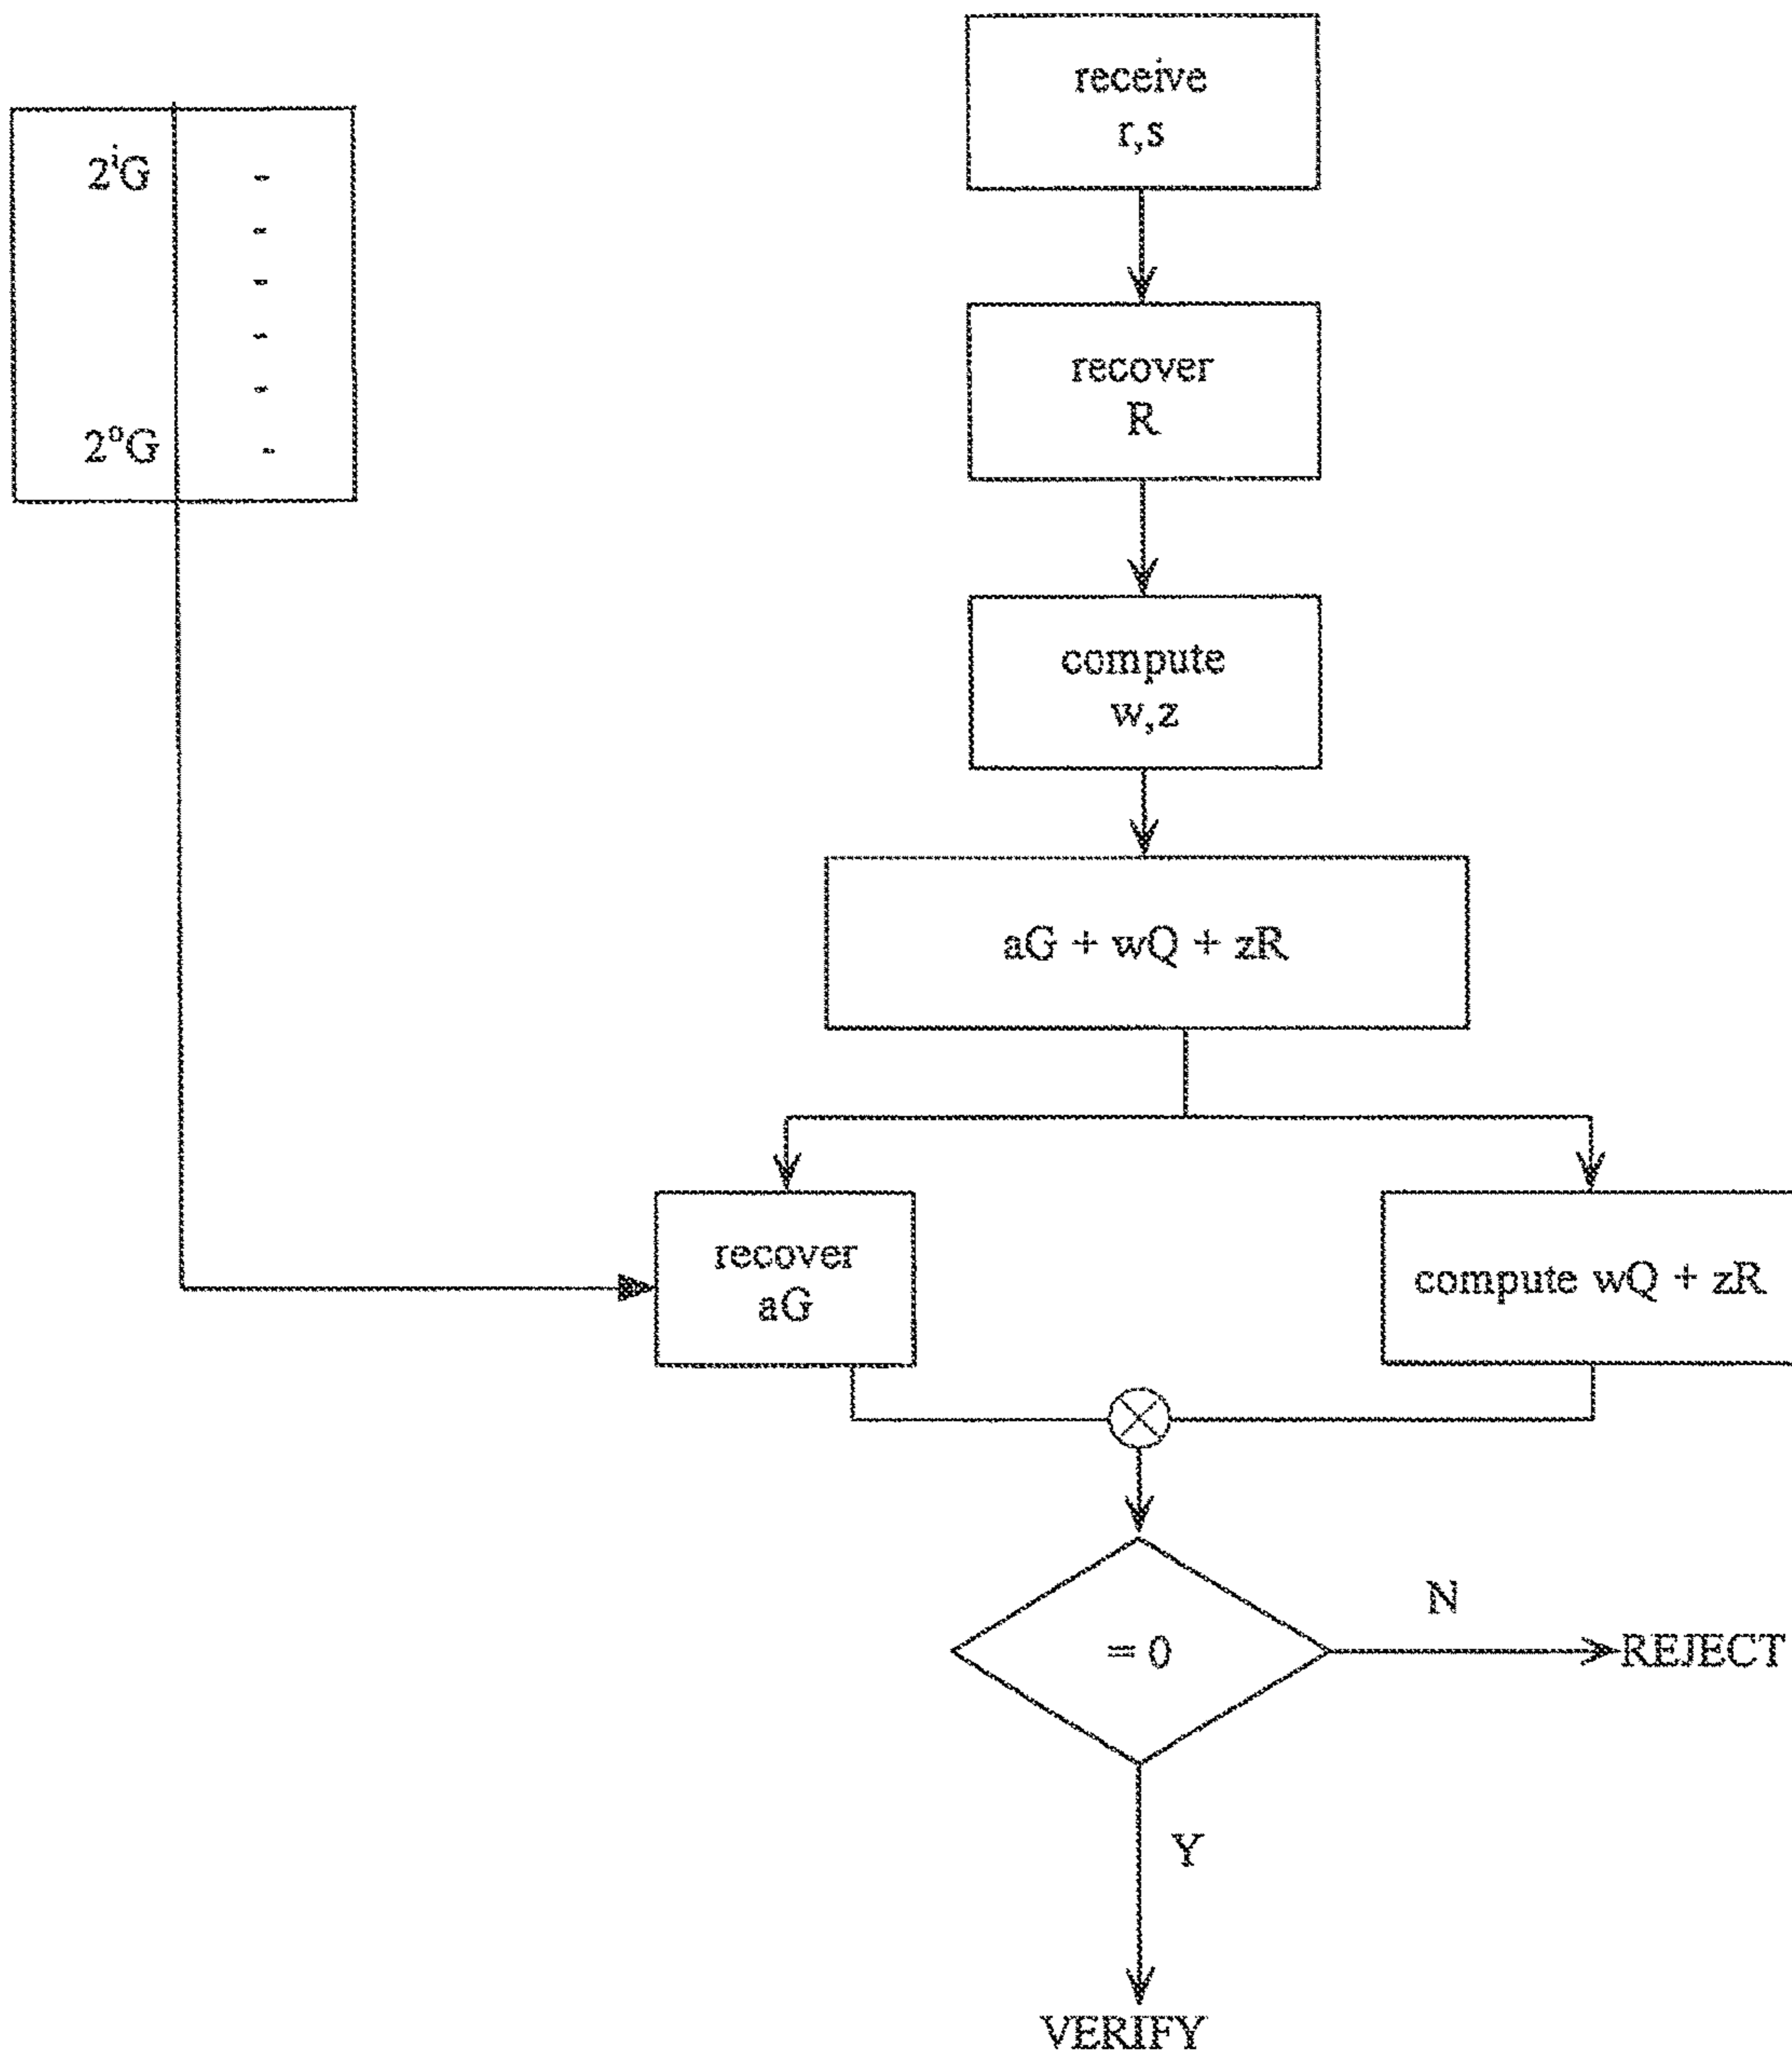 receive
r,s
2ⁱG
2⁰G
recover
R
compute
w,z
aG + wQ + zR
recover
aG
compute wQ + zR
= 0
N
REJECT
Y
VERIFY